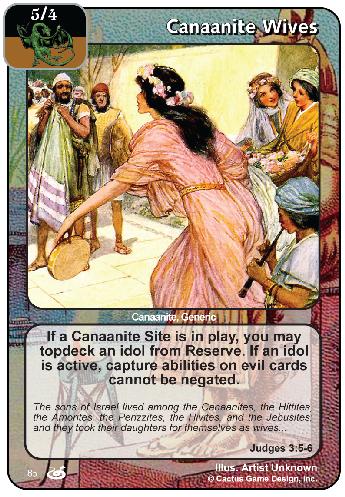 5/4
Canaanite Wives
Canaanite, Generic
If a Canaanite Site is in play, you may
topdeck an idol from Reserve. If an idol
is active, capture abilities on evil cards
cannot be negated.
The sons of Israel lived among the Canaanites, the Hittites,
the Amorites, the Perizzites, the Hivites, and the Jebusites;
and they took their daughters for themselves as wives...
Judges 3:5-6
85
Illus. Artist Unknown
© Cactus Game Design, Inc.